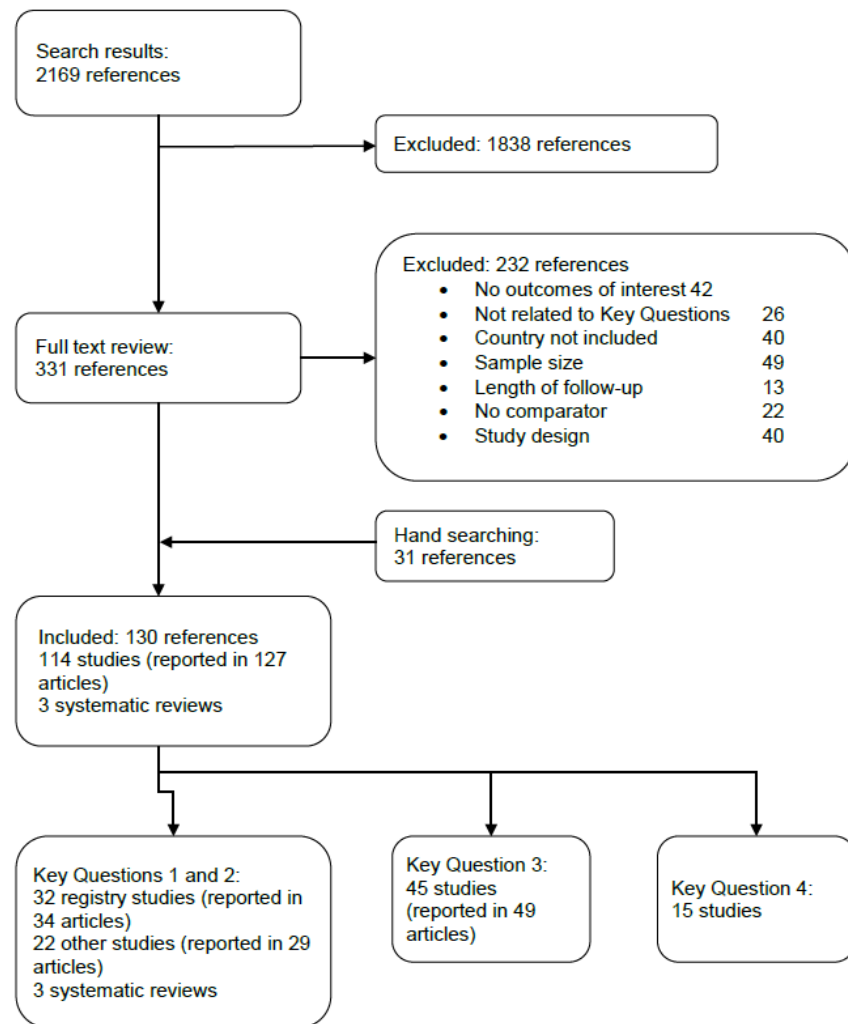 Search results:
2169 references
Excluded: 1838 references
Excluded: 232 references
• No outcomes of interest 42
• Not related to Key Questions 26
• Country not included 40
• Sample size 49
• Length of follow-up 13
• No comparator 22
• Study design 40
Full text review:
331 references
Hand searching:
31 references
Included: 130 references
114 studies (reported in 127
articles)
3 systematic reviews
Key Questions 1 and 2:
32 registry studies (reported in
34 articles)
22 other studies (reported in 29
articles)
3 systematic reviews
Key Question 3:
45 studies
(reported in 49
articles)
Key Question 4:
15 studies